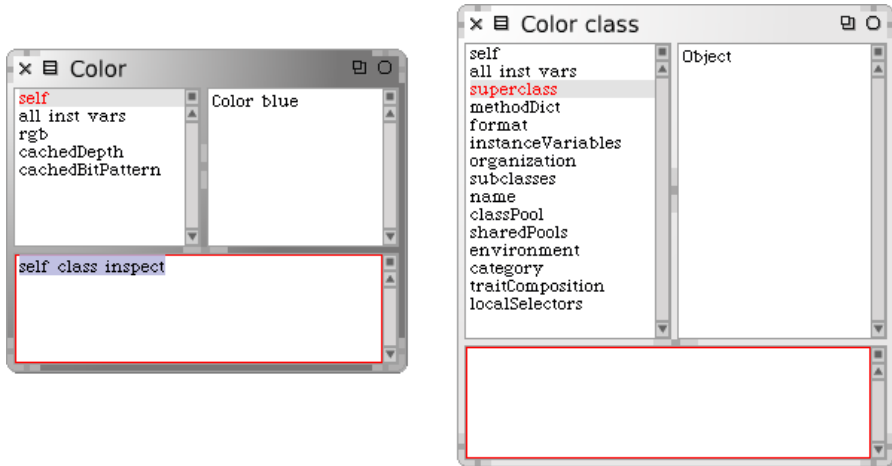 Color
self
all inst vars
rgb
cachedDepth
cachedBitPattern
Color blue
self class inspect
Color class
self
all inst vars
superclass
methodDict
format
instanceVariables
organization
subclasses
name
classPool
sharedPools
environment
category
traitComposition
localSelectors
Object